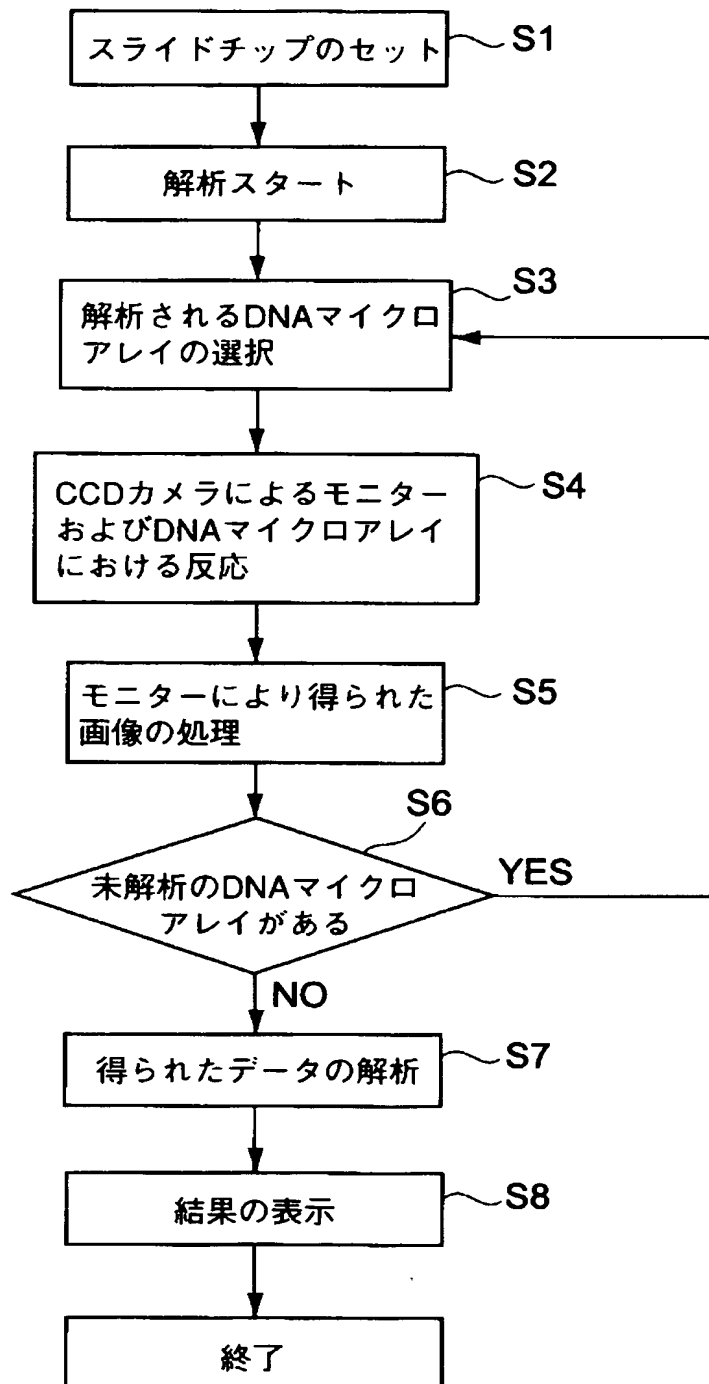 スライドチップのセット
S1
解析スタート
S2
S3
解析されるDNAマイクロ
アレイの選択
S4
CCDカメラによるモニター
およびDNAマイクロアレイ
における反応
モニターにより得られた
画像の処理
S5
S6
未解析のDNAマイクロ
アレイがある
YES
NO
得られたデータの解析
S7
結果の表示
S8
終了